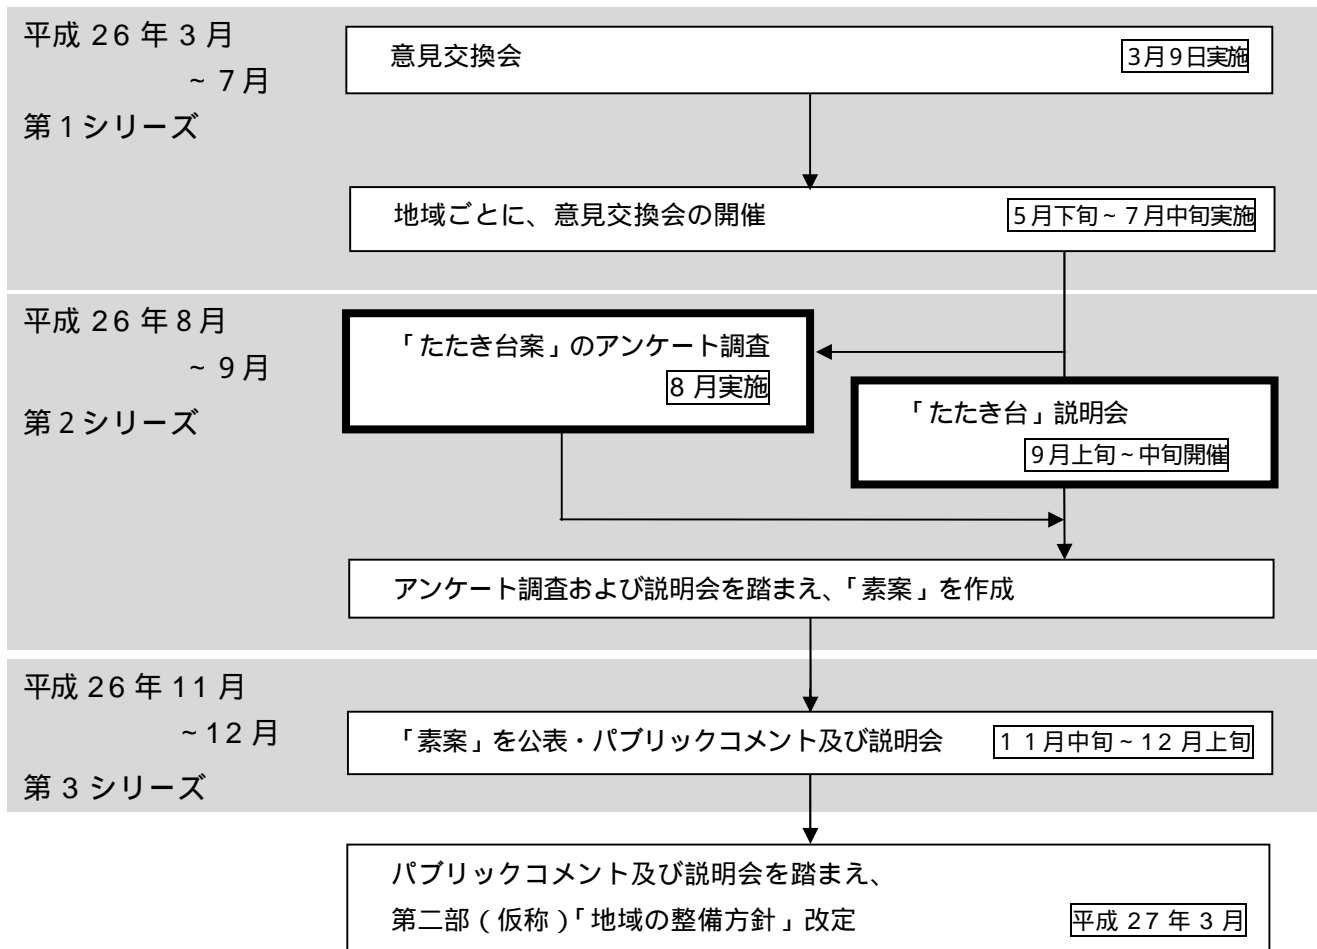 平成 26 年 3 月
~ 7 月
第 1 シリーズ
意見交換会
3月9日実施
地域ごとに、意見交換会の開催
5月下旬~7月中旬実施
平成 26 年 8 月
~ 9 月
第 2 シリーズ
「たたき台案」のアンケート調査
8 月実施
「たたき台」説明会
9月上旬~中旬開催
アンケート調査および説明会を踏まえ、「素案」を作成
平成 26 年 11 月
~12 月
第 3 シリーズ
「素案」を公表・パブリックコメント及び説明会
11月中旬~12月上旬
パブリックコメント及び説明会を踏まえ、
第二部(仮称)「地域の整備方針」改定
平成 27 年 3 月